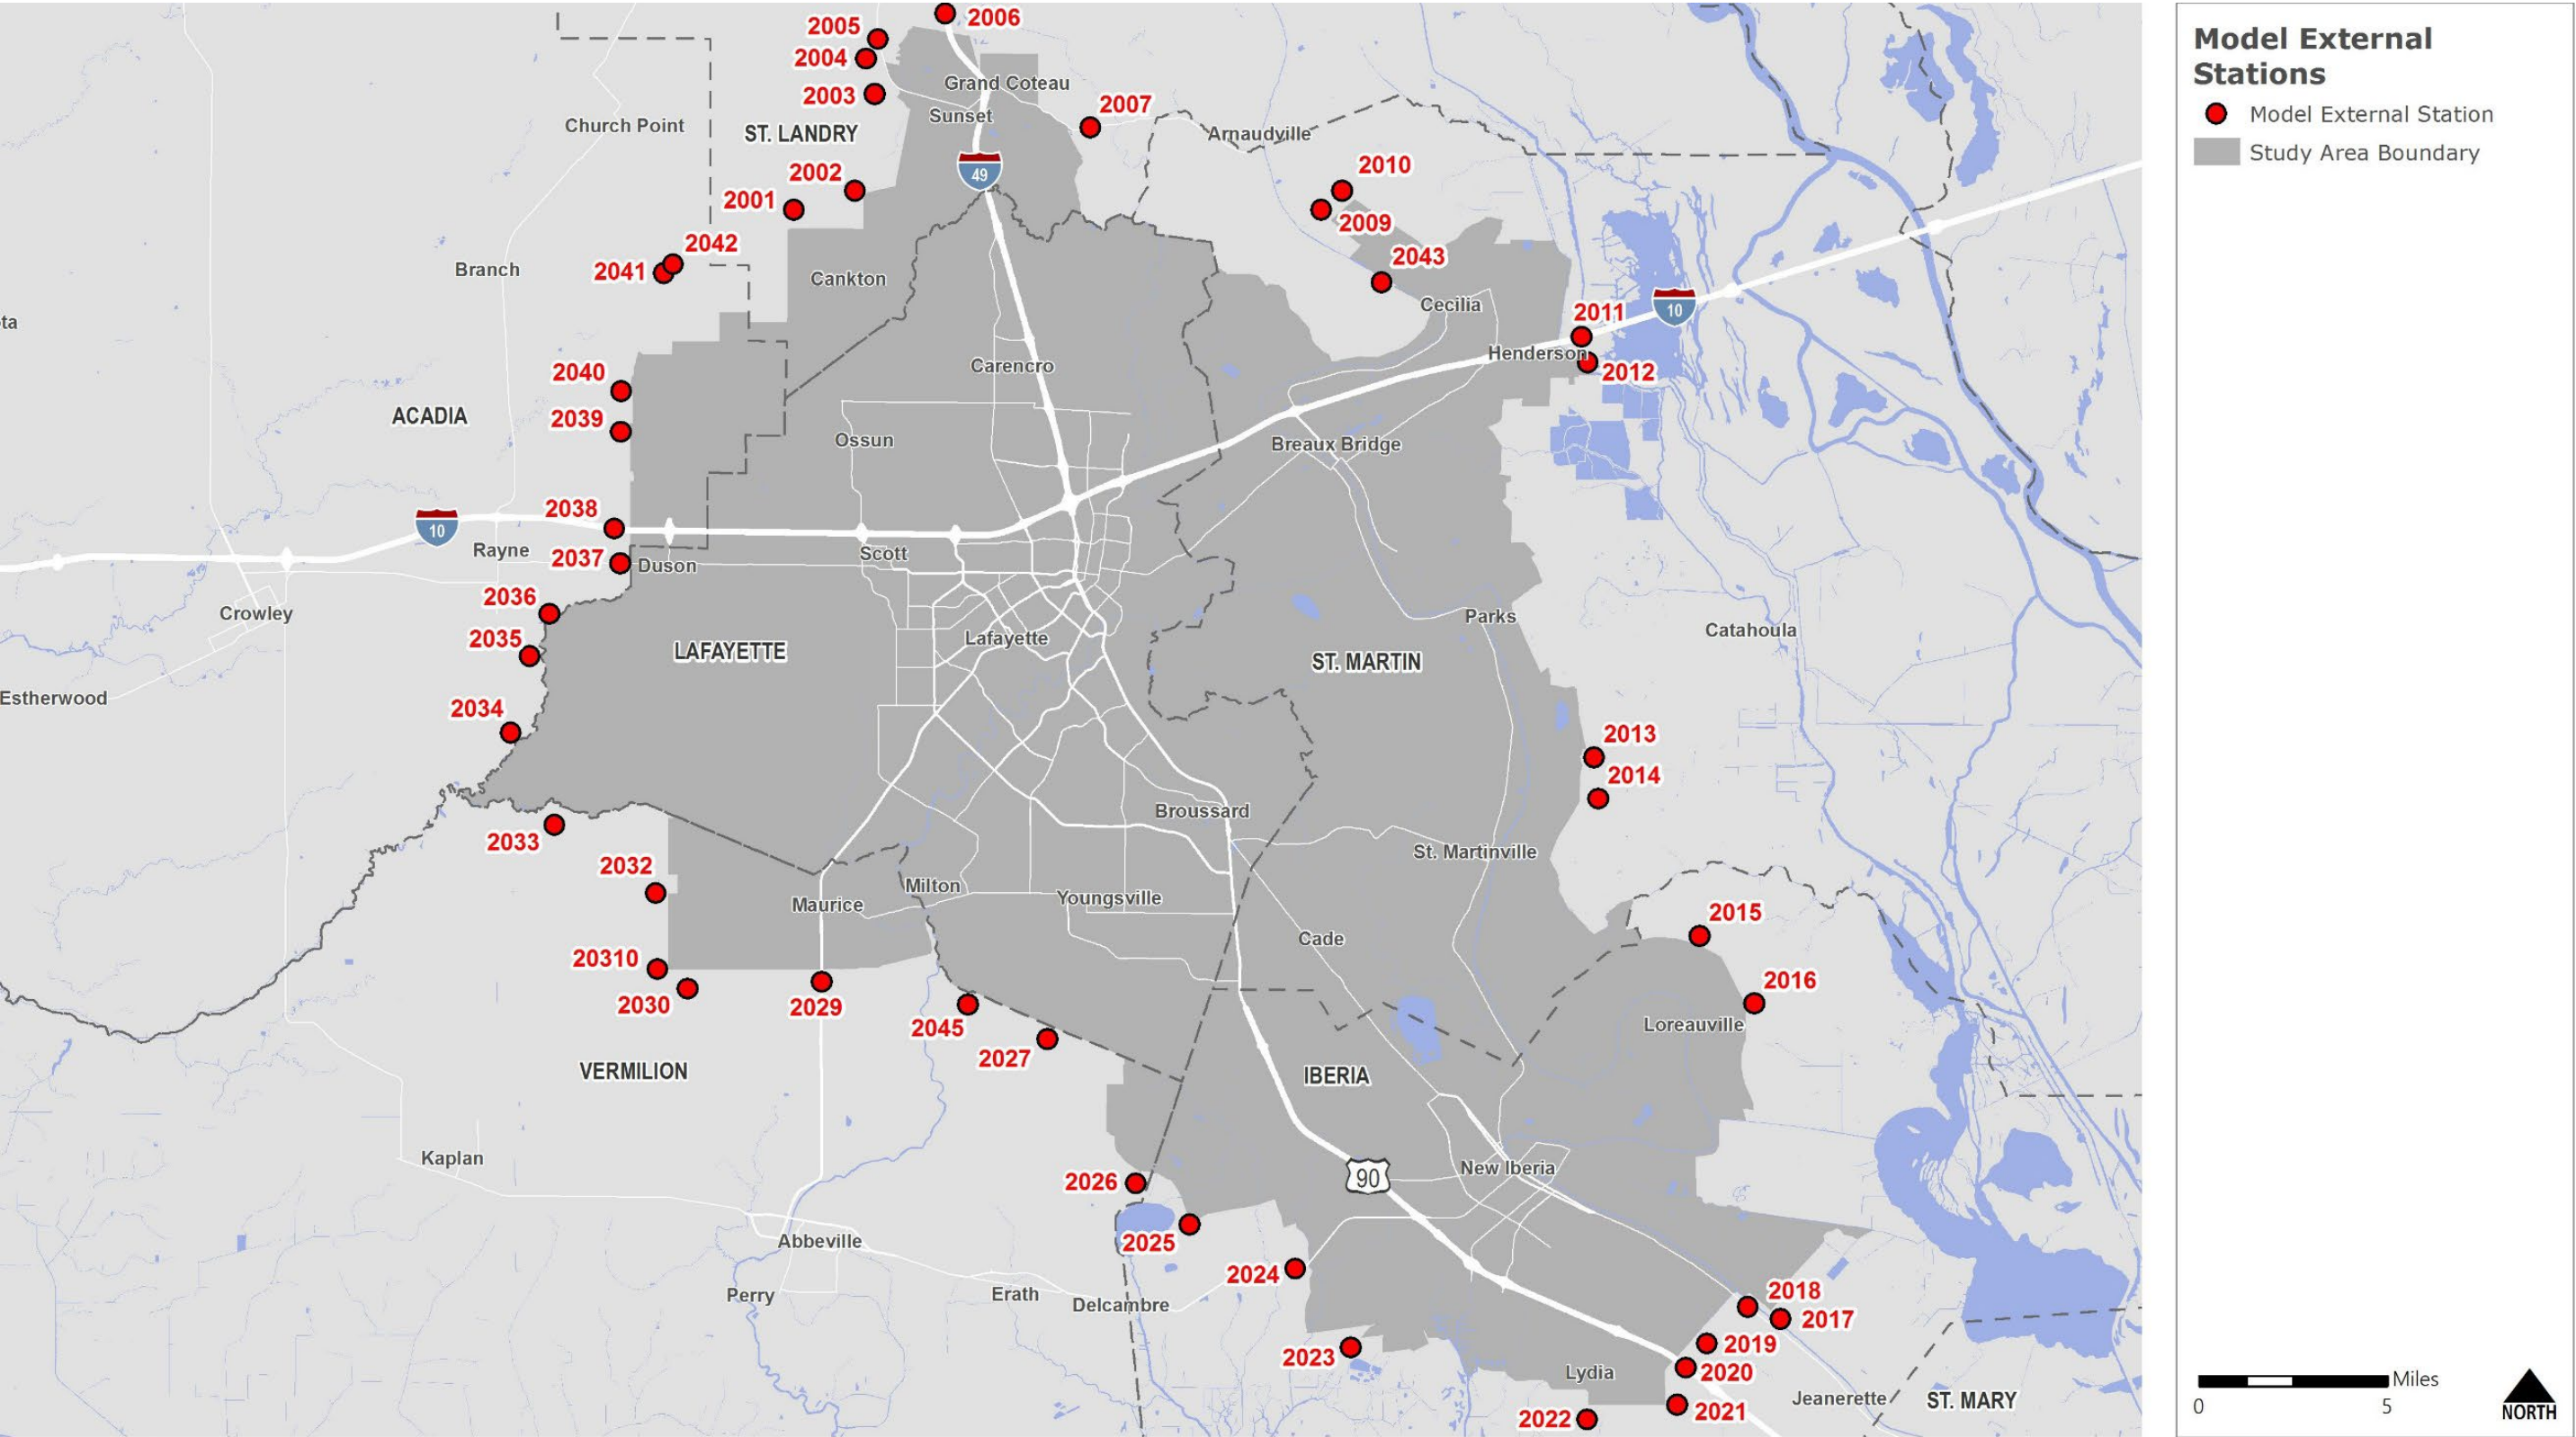 2005
2006
2004
Grand Coteau
2003
2007
Sunset
Church Point
ST. LANDRY
Arnaudville
49
2002
2010
2001
2009
2042
2043
Branch
2041
Cankton
Cecilia
2011
10
ta
Henderson
Carencro
2012
2040
ACADIA
2039
Ossun
Breaux Bridge
2038
10
Rayne
Scott
2037
Duson
2036
Crowley
Parks
2035
Lafayette
Catahoula
LAFAYETTE
ST. MARTIN
Estherwood
2034
2013
2014
Broussard
2033
St. Martinville
2032
Milton
Maurice
Youngsville
2015
Cade
20310
2016
2030
2029
2045
Loreauville
2027
VERMILION
IBERIA
Kaplan
New Iberia
90
2026
Abbeville
2025
2024
Perry
Erath
Delcambre
2018
2017
2019
2023
Lydia
2020
Jeanerette
ST. MARY
2021
2022
Model External
Stations
Model External Station
Study Area Boundary
Miles
0 5
NORTH